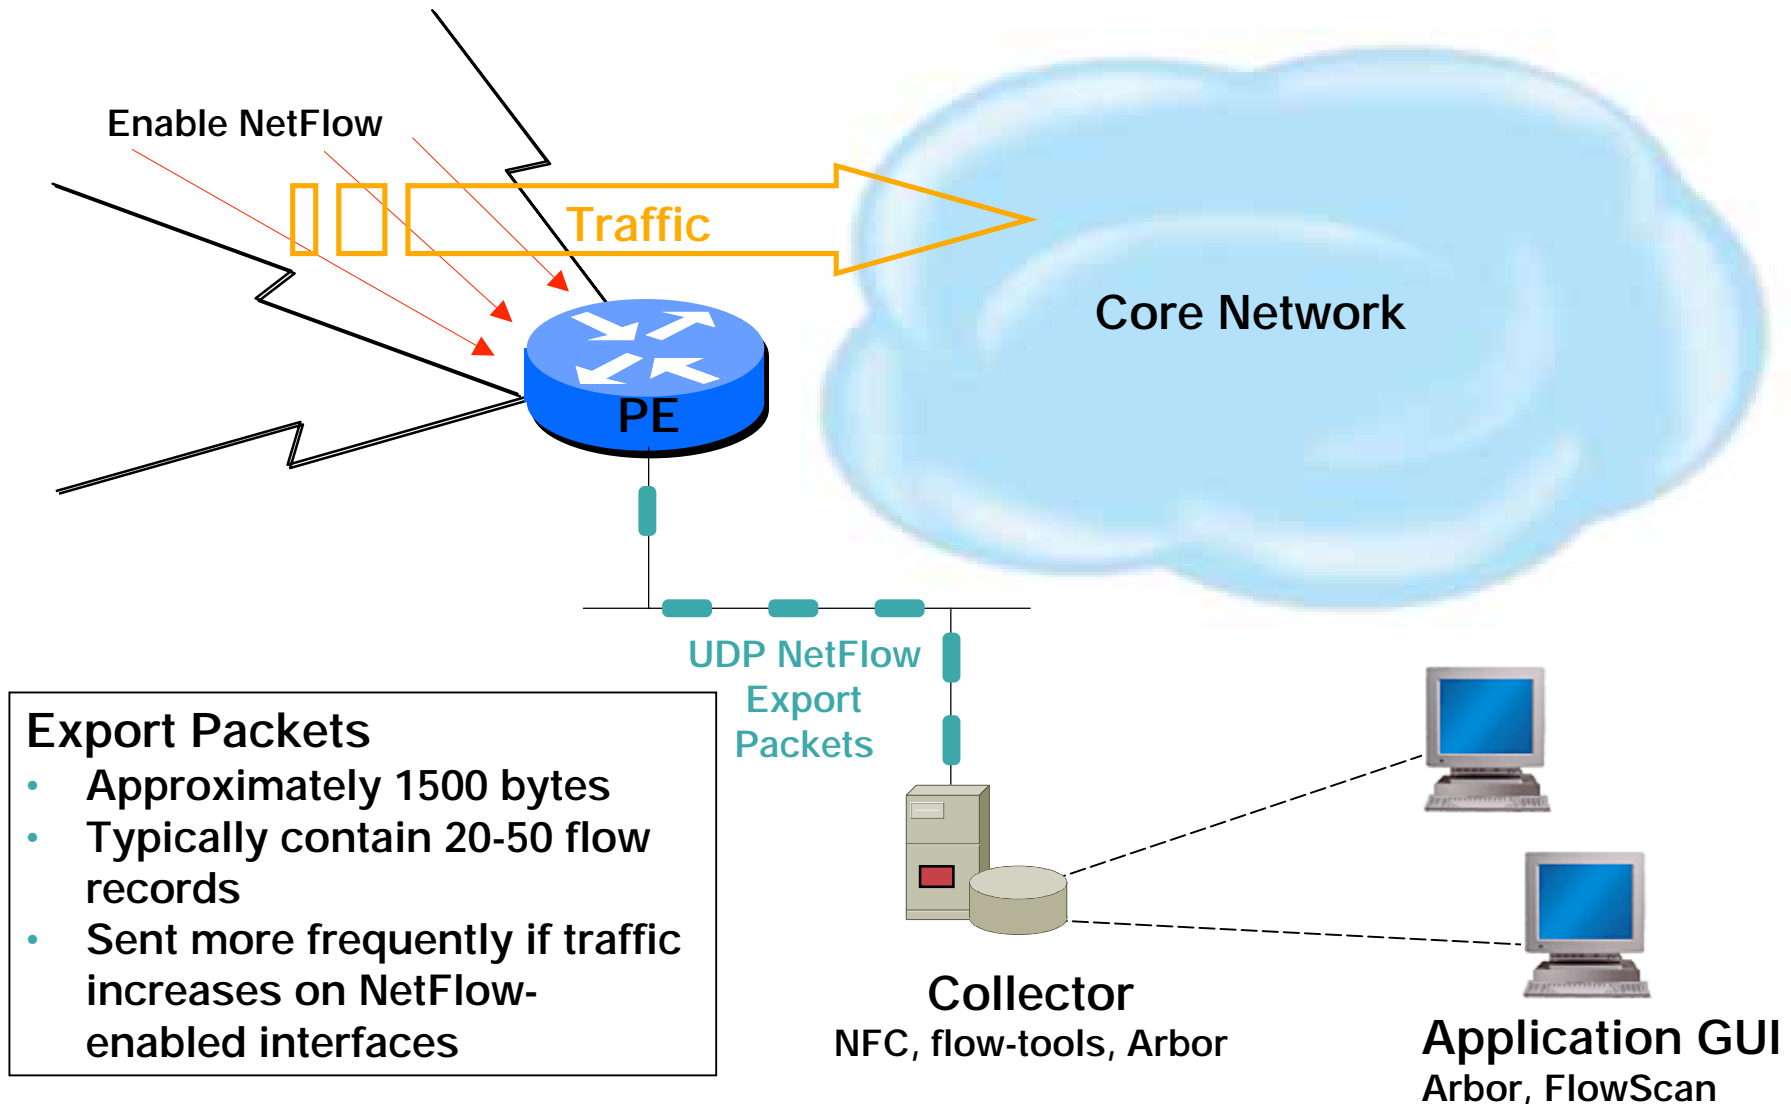 Enable NetFlow
Traffic
Core Network
PE
UDP NetFlow
Export
Packets
Export Packets
• Approximately 1500 bytes
• Typically contain 20-50 flow
records
• Sent more frequently if traffic
increases on NetFlow-
enabled interfaces
Collector
NFC, flow-tools, Arbor
Application GUI
Arbor, FlowScan